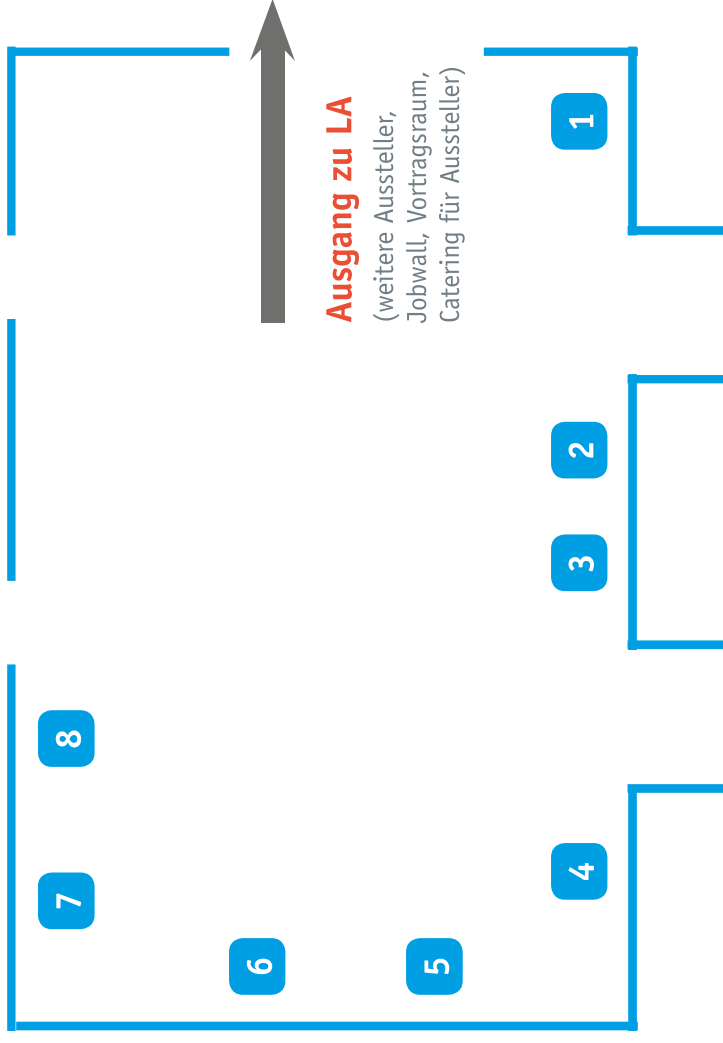 Ausgang zu LA
(weitere Aussteller,
Jobwall, Vortragsraum,
Catering für Aussteller)
1
2
3
4
5
6
7
8